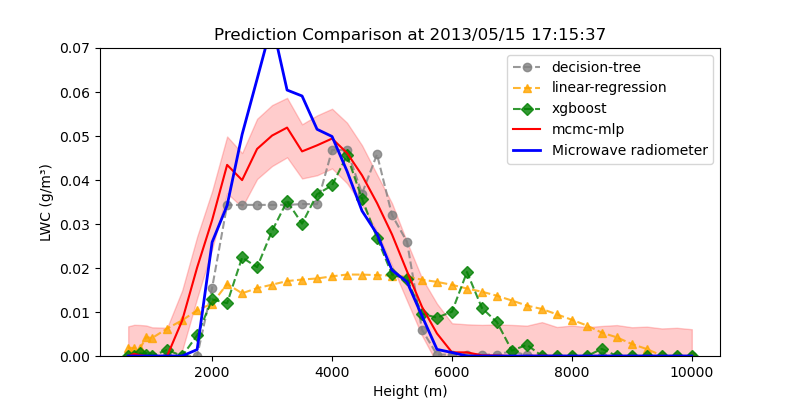 Prediction Comparison at 2013/05/15 17:15:37
0.07
0.06
0.05
0.04
0.03
0.02
0.01
0.00
LWC (g/m³)
decision-tree
linear-regression
xgboost
mcmc-mlp
Microwave radiometer
2000 4000 6000 8000 10000
Height (m)